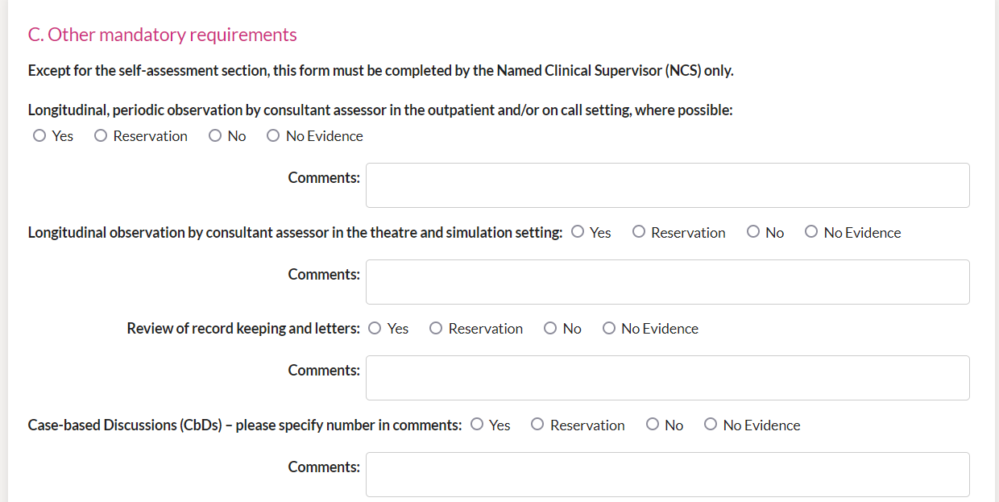 C. Other mandatory requirements
Except for the self-assessment section, this form must be completed by the Named Clinical Supervisor (NCS) only.
Longitudinal, periodic observation by consultant assessor in the outpatient and/or on call setting, where possible:
Yes Reservation No No Evidence
Comments:
Longitudinal observation by consultant assessor in the theatre and simulation setting: Yes Reservation No No Evidence
Comments:
Review of record keeping and letters: Yes Reservation No No Evidence
Comments:
Case-based Discussions (CbDs) – please specify number in comments: Yes Reservation No No Evidence
Comments: